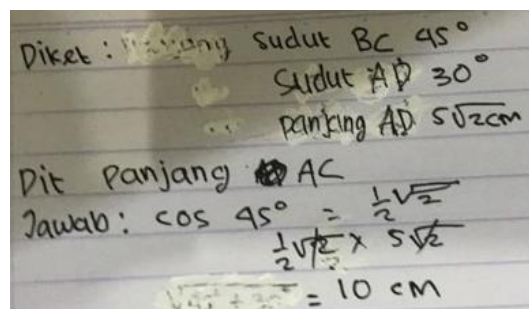 Diket : sudut BC 45°
Sudut AD 30°
panjang AD 5√2cm
Dit panjang AC
Jawab : cos 45° = ½√2
½√2 × 5√2
= 10 cm